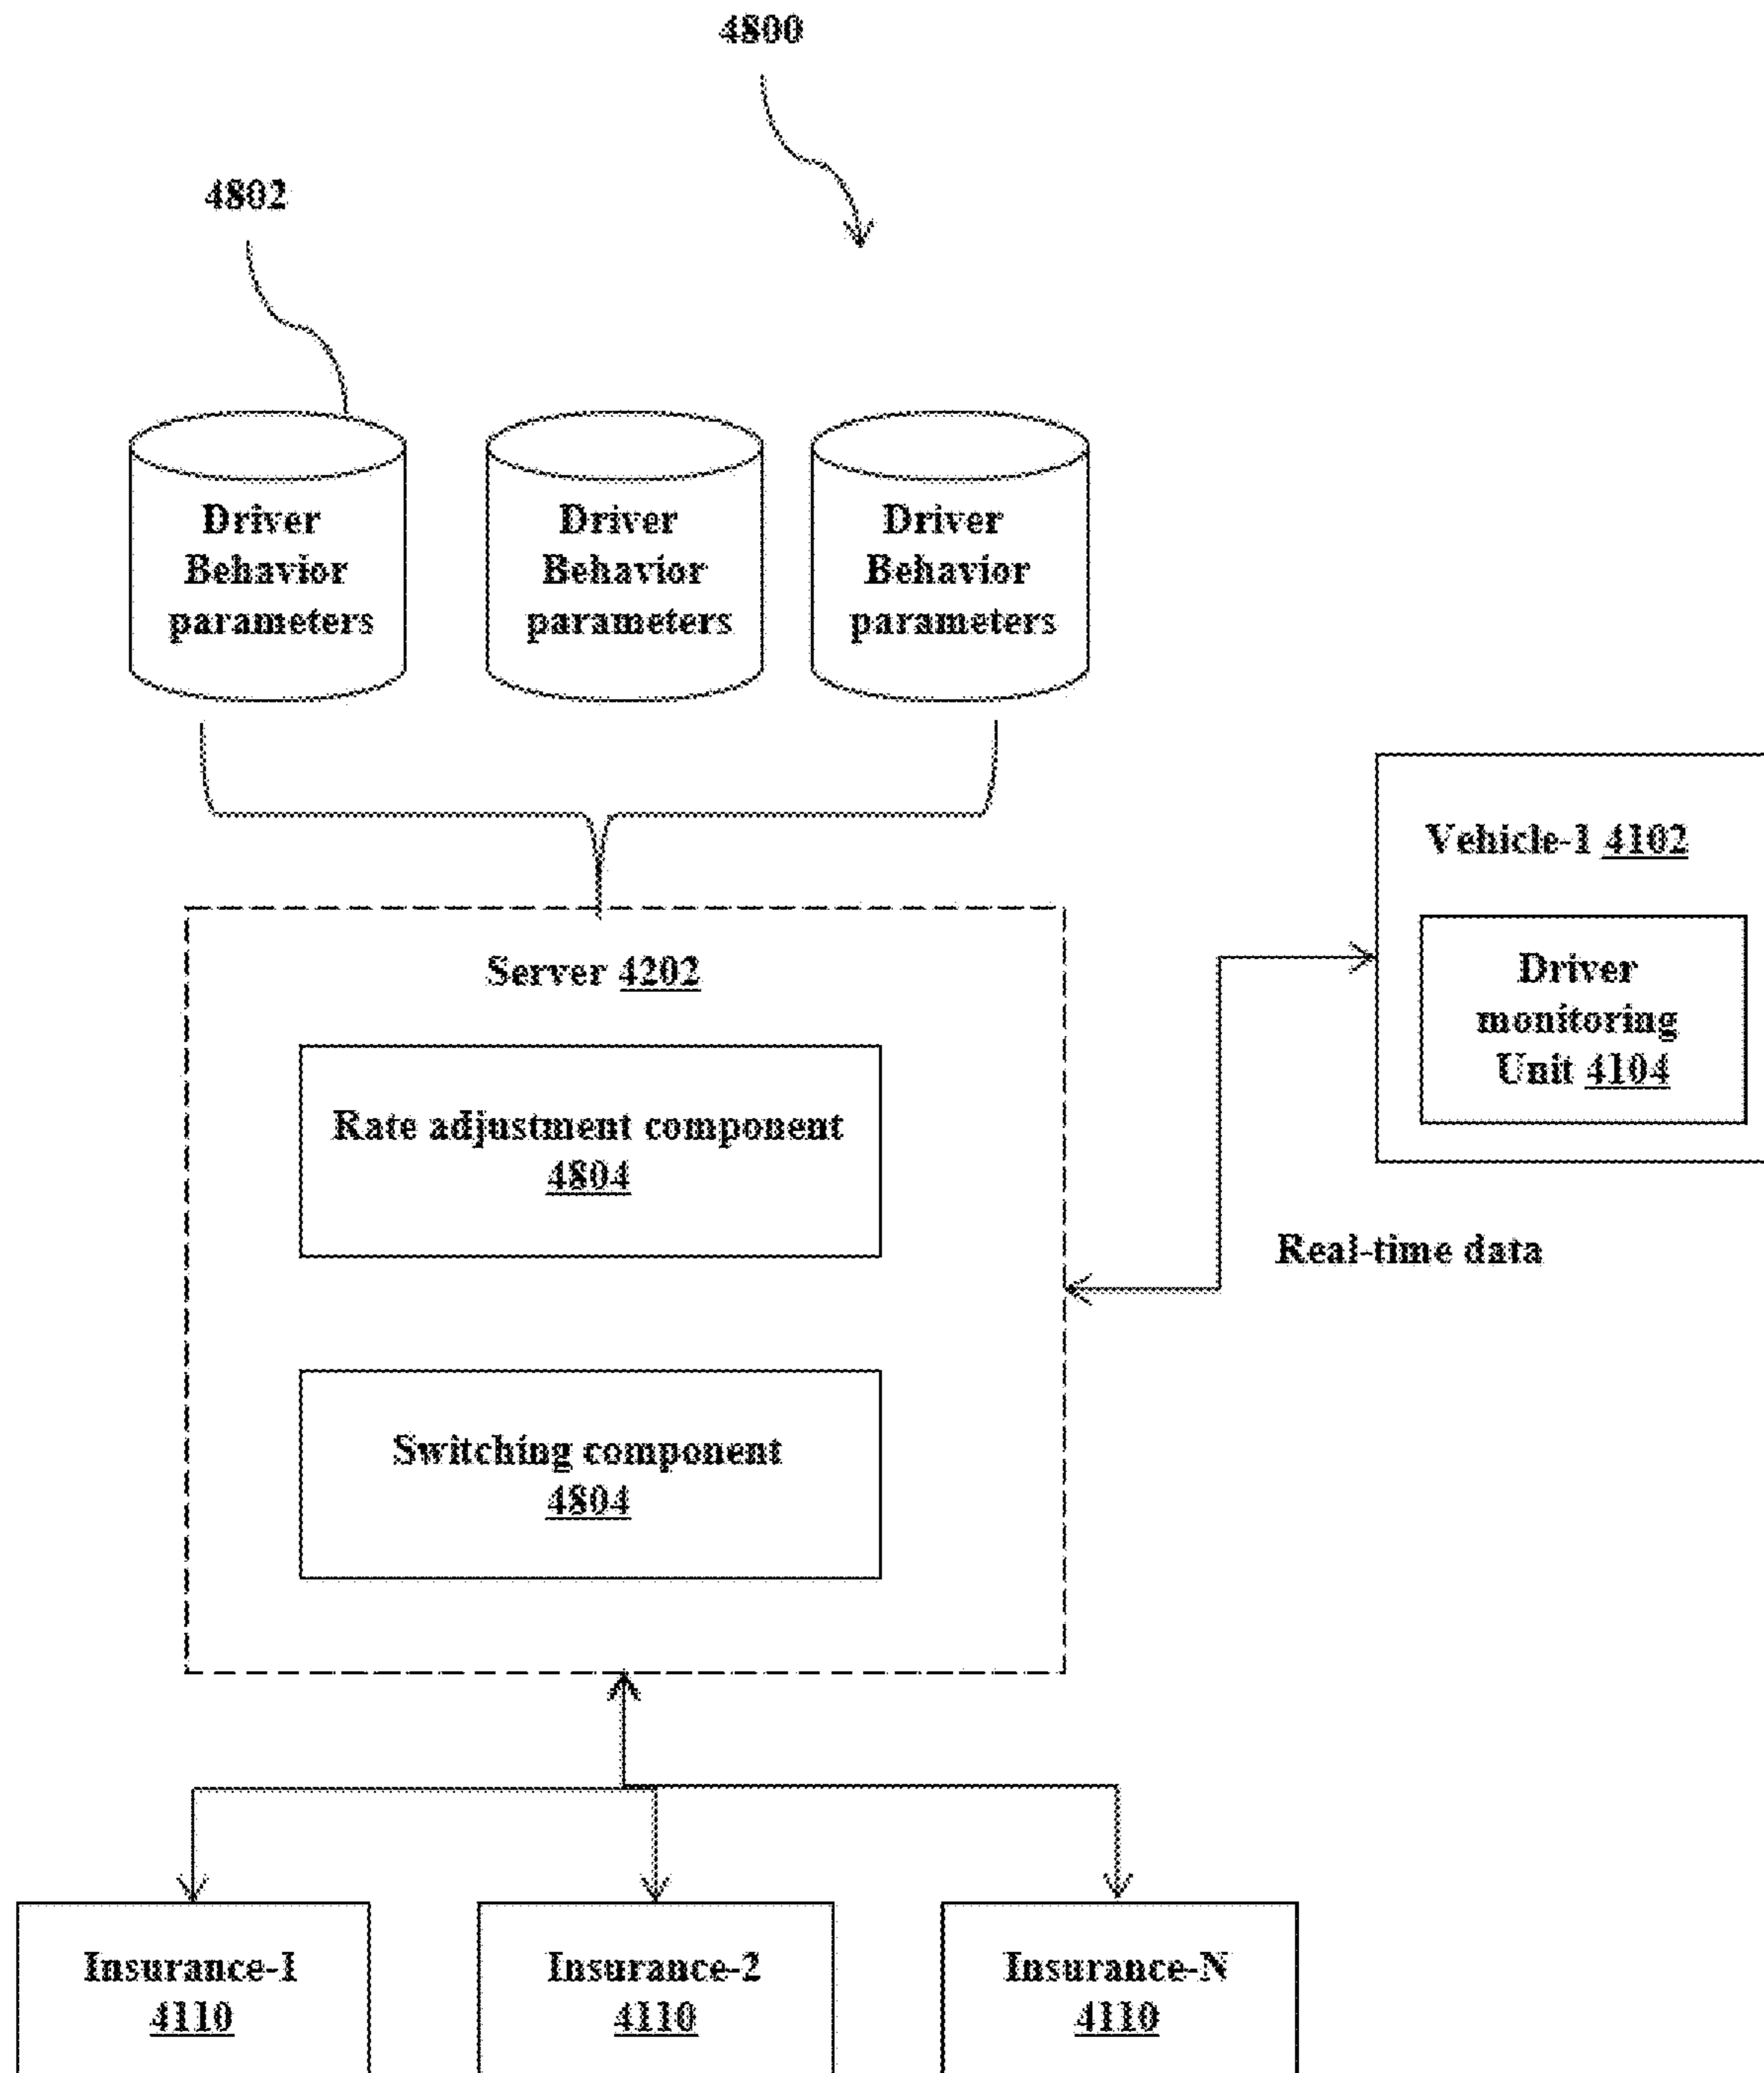 4800
4802
Driver
Behavior
parameters
Driver
Behavior
parameters
Driver
Behavior
parameters
Vehicle-1 4102
Driver
monitoring
Unit 4104
Server 4202
Rate adjustment component
4804
Real-time data
Switching component
4804
Insurance-1
4110
Insurance-2
4110
Insurance-N
4110